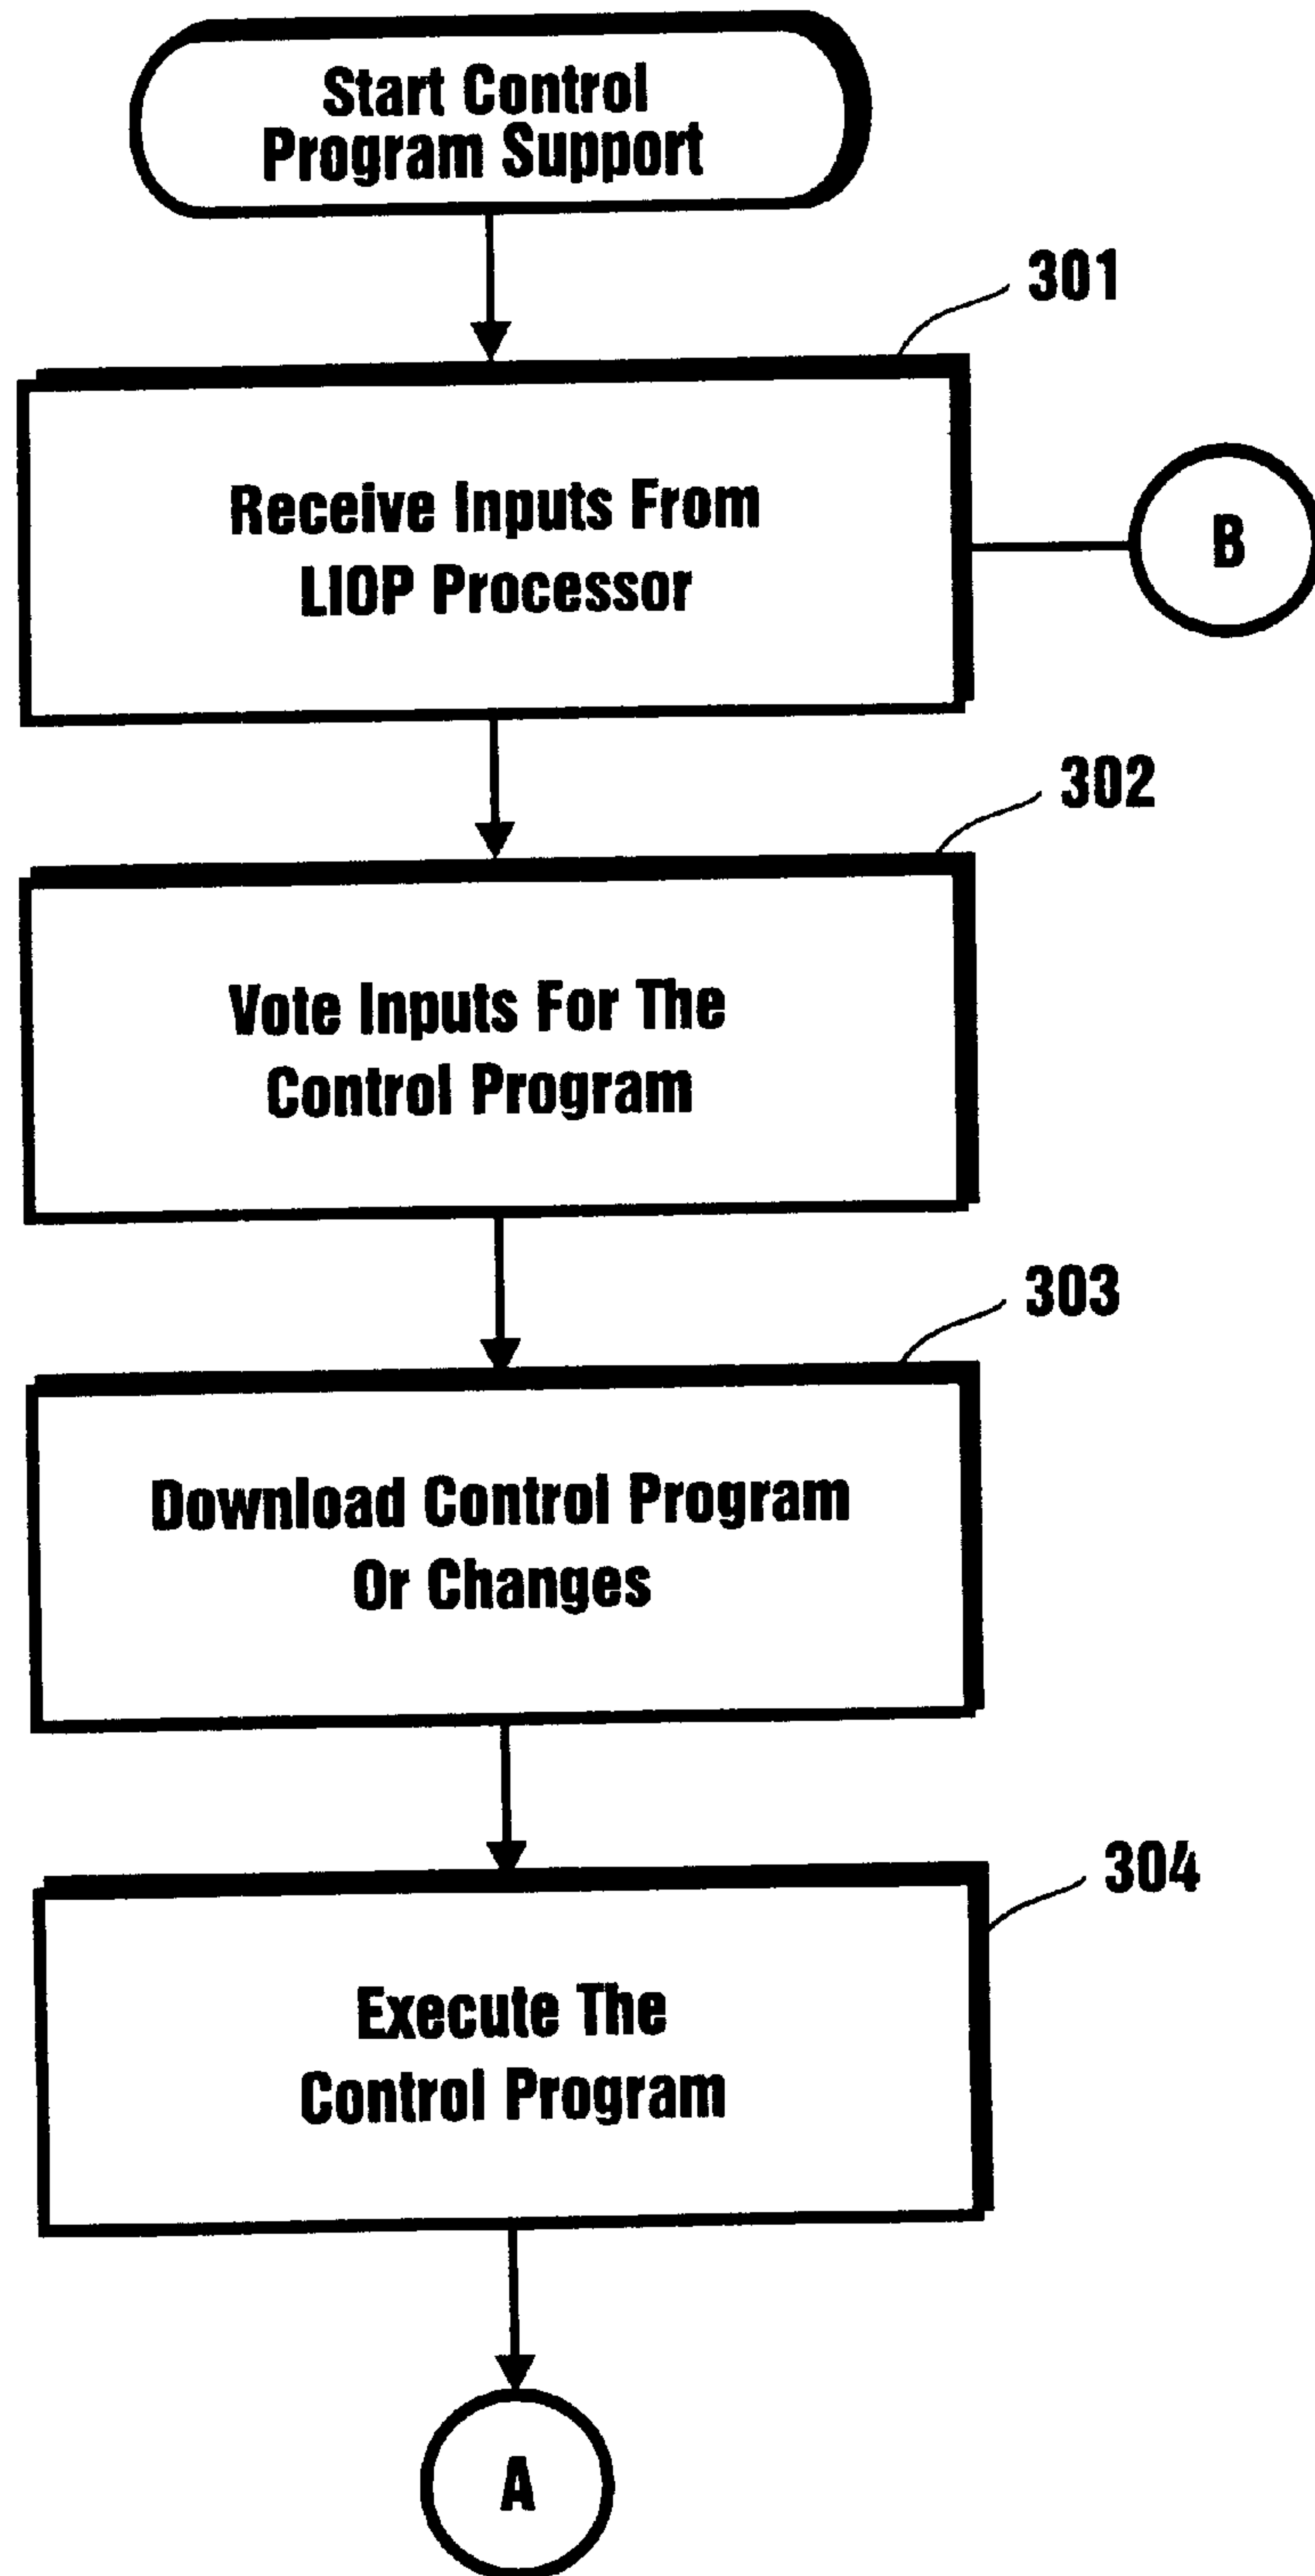 Start Control
Program Support
301
Receive Inputs From
LIOP Processor
B
302
Vote Inputs For The
Control Program
303
Download Control Program
Or Changes
304
Execute The
Control Program
A